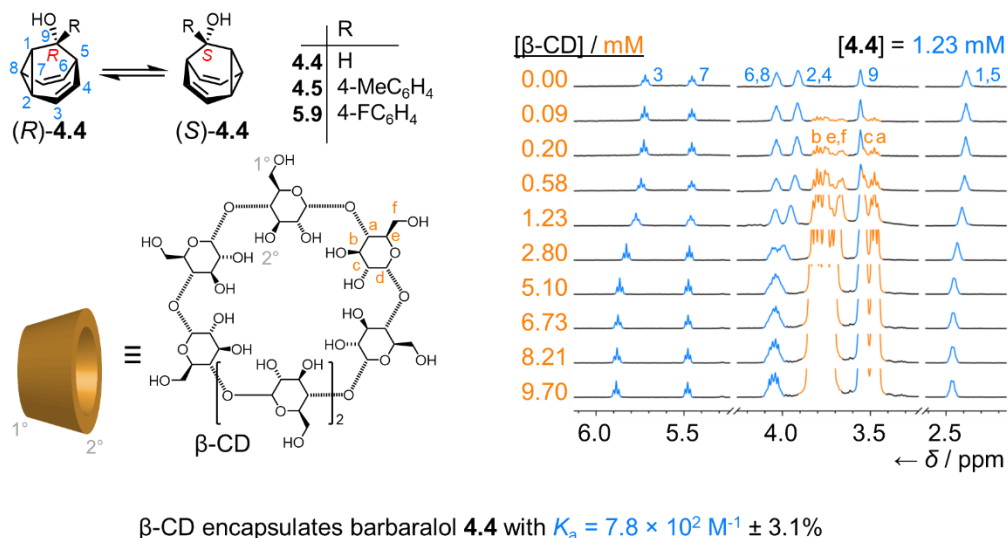 HO R
9
1
R
5
8
7
6
4
2
3
(R)-4.4
R OH
S
(S)-4.4
R
4.4 H
4.5 4-MeC6H4
5.9 4-FC6H4
[β-CD] / mM
[4.4] = 1.23 mM
0.00
3 7 6,8 2,4 9 1,5
0.09
b e,f c a
0.20
0.58
1.23
2.80
5.10
6.73
8.21
9.70
6.0 5.5 4.0 3.5 2.5
← δ / ppm
1°
OH
O
O
OH
HO
2°
a
f
OH
b
e
HO
c
d
OH
O
HO
O
OH
OH
O
HO
O
OH
OH
O
HO
O
OH
HO
O
OH
2
OH
β-CD
≡
1°
2°
β-CD encapsulates barbaralol 4.4 with Ka = 7.8 × 10² M⁻¹ ± 3.1%